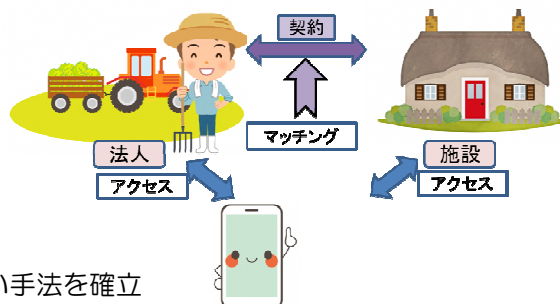 契約
マッチング
法人
施設
アクセス
アクセス
い手法を確立